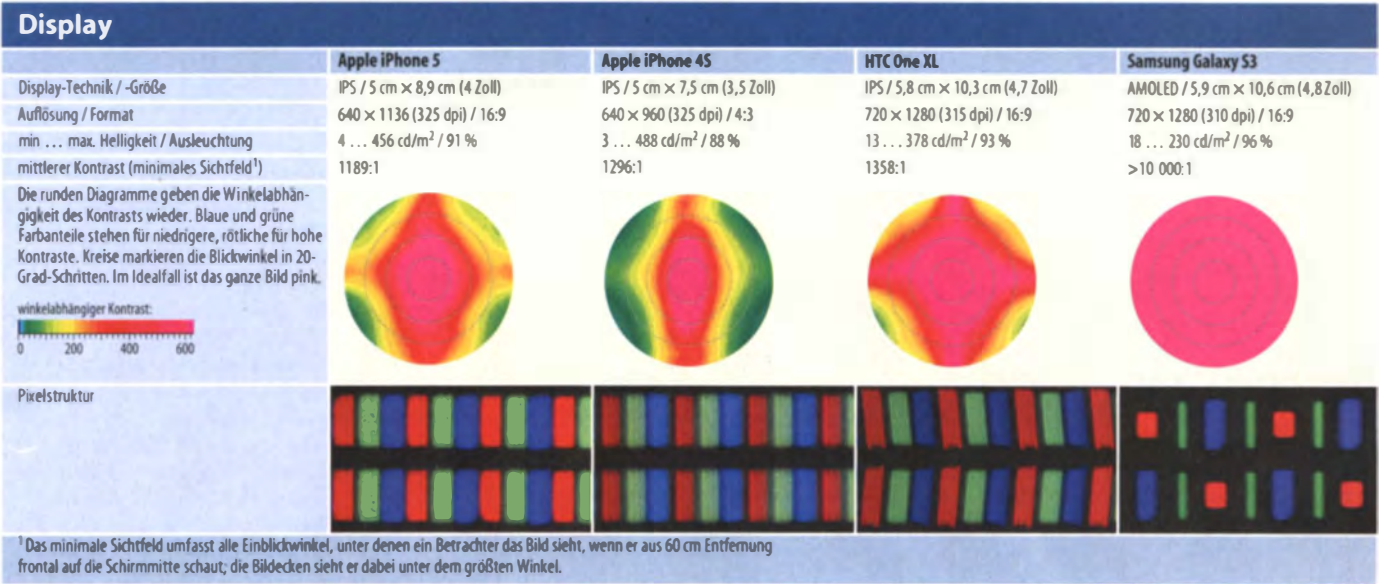 Display
Apple iPhone 5 Apple iPhone 4S HTC One XL Samsung Galaxy S3
Display-Technik / -Größe IPS / 5 cm × 8,9 cm (4 Zoll) IPS / 5 cm × 7,5 cm (3,5 Zoll) IPS / 5,8 cm × 10,3 cm (4,7 Zoll) AMOLED / 5,9 cm × 10,6 cm (4,8 Zoll)
Auflösung / Format 640 × 1136 (325 dpi) / 16:9 640 × 960 (325 dpi) / 4:3 720 × 1280 (315 dpi) / 16:9 720 × 1280 (310 dpi) / 16:9
min … max. Helligkeit / Ausleuchtung 4 … 456 cd/m² / 91 % 3 … 488 cd/m² / 88 % 13 … 378 cd/m² / 93 % 18 … 230 cd/m² / 96 %
mittlerer Kontrast (minimales Sichtfeld¹) 1189:1 1296:1 1358:1 >10 000:1
Die runden Diagramme geben die Winkelabhän-
gigkeit des Kontrasts wieder. Blaue und grüne
Farbanteile stehen für niedrigere, rötliche für hohe
Kontraste. Kreise markieren die Blickwinkel in 20-
Grad-Schritten. Im Idealfall ist das ganze Bild pink.
winkelabhängiger Kontrast:
0 200 400 600
Pixelstruktur
¹ Das minimale Sichtfeld umfasst alle Einblickwinkel, unter denen ein Betrachter das Bild sieht, wenn er aus 60 cm Entfernung
frontal auf die Schirmmitte schaut; die Bildecken sieht er dabei unter dem größten Winkel.